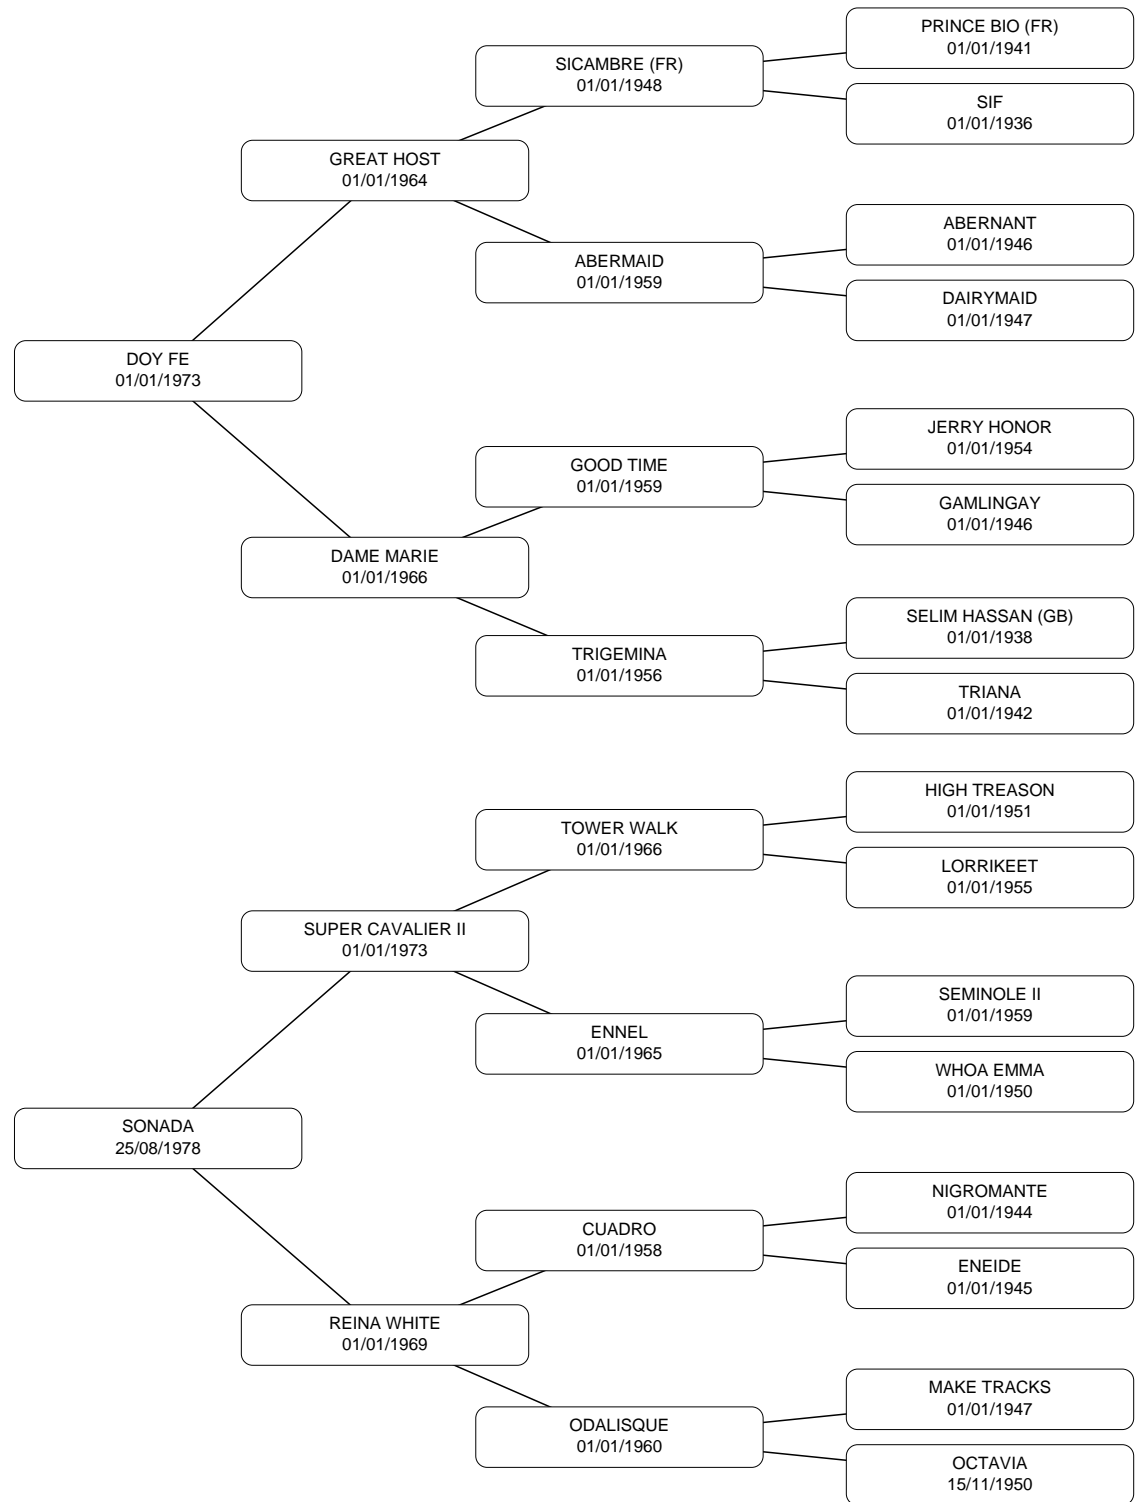 PRINCE BIO (FR)
01/01/1941
SICAMBRE (FR)
01/01/1948
SIF
01/01/1936
GREAT HOST
01/01/1964
ABERNANT
01/01/1946
ABERMAID
01/01/1959
DAIRYMAID
01/01/1947
DOY FE
01/01/1973
JERRY HONOR
01/01/1954
GOOD TIME
01/01/1959
GAMLINGAY
01/01/1946
DAME MARIE
01/01/1966
SELIM HASSAN (GB)
01/01/1938
TRIGEMINA
01/01/1956
TRIANA
01/01/1942
HIGH TREASON
01/01/1951
TOWER WALK
01/01/1966
LORRIKEET
01/01/1955
SUPER CAVALIER II
01/01/1973
SEMINOLE II
01/01/1959
ENNEL
01/01/1965
WHOA EMMA
01/01/1950
SONADA
25/08/1978
NIGROMANTE
01/01/1944
CUADRO
01/01/1958
ENEIDE
01/01/1945
REINA WHITE
01/01/1969
MAKE TRACKS
01/01/1947
ODALISQUE
01/01/1960
OCTAVIA
15/11/1950